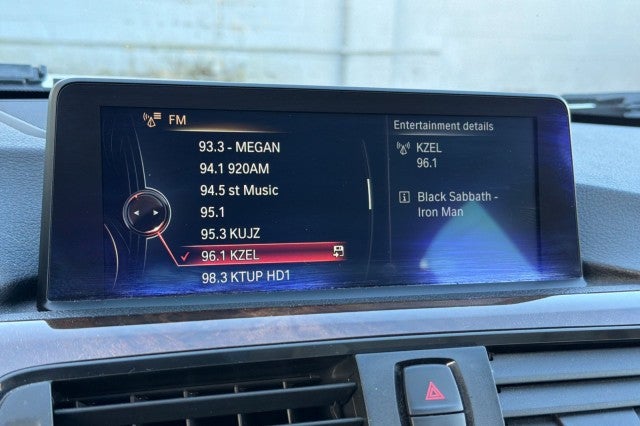 FM
93.3 - MEGAN
94.1 920AM
94.5 st Music
95.1
95.3 KUJZ
96.1 KZEL
98.3 KTUP HD1
Entertainment details
KZEL
96.1
Black Sabbath -
Iron Man